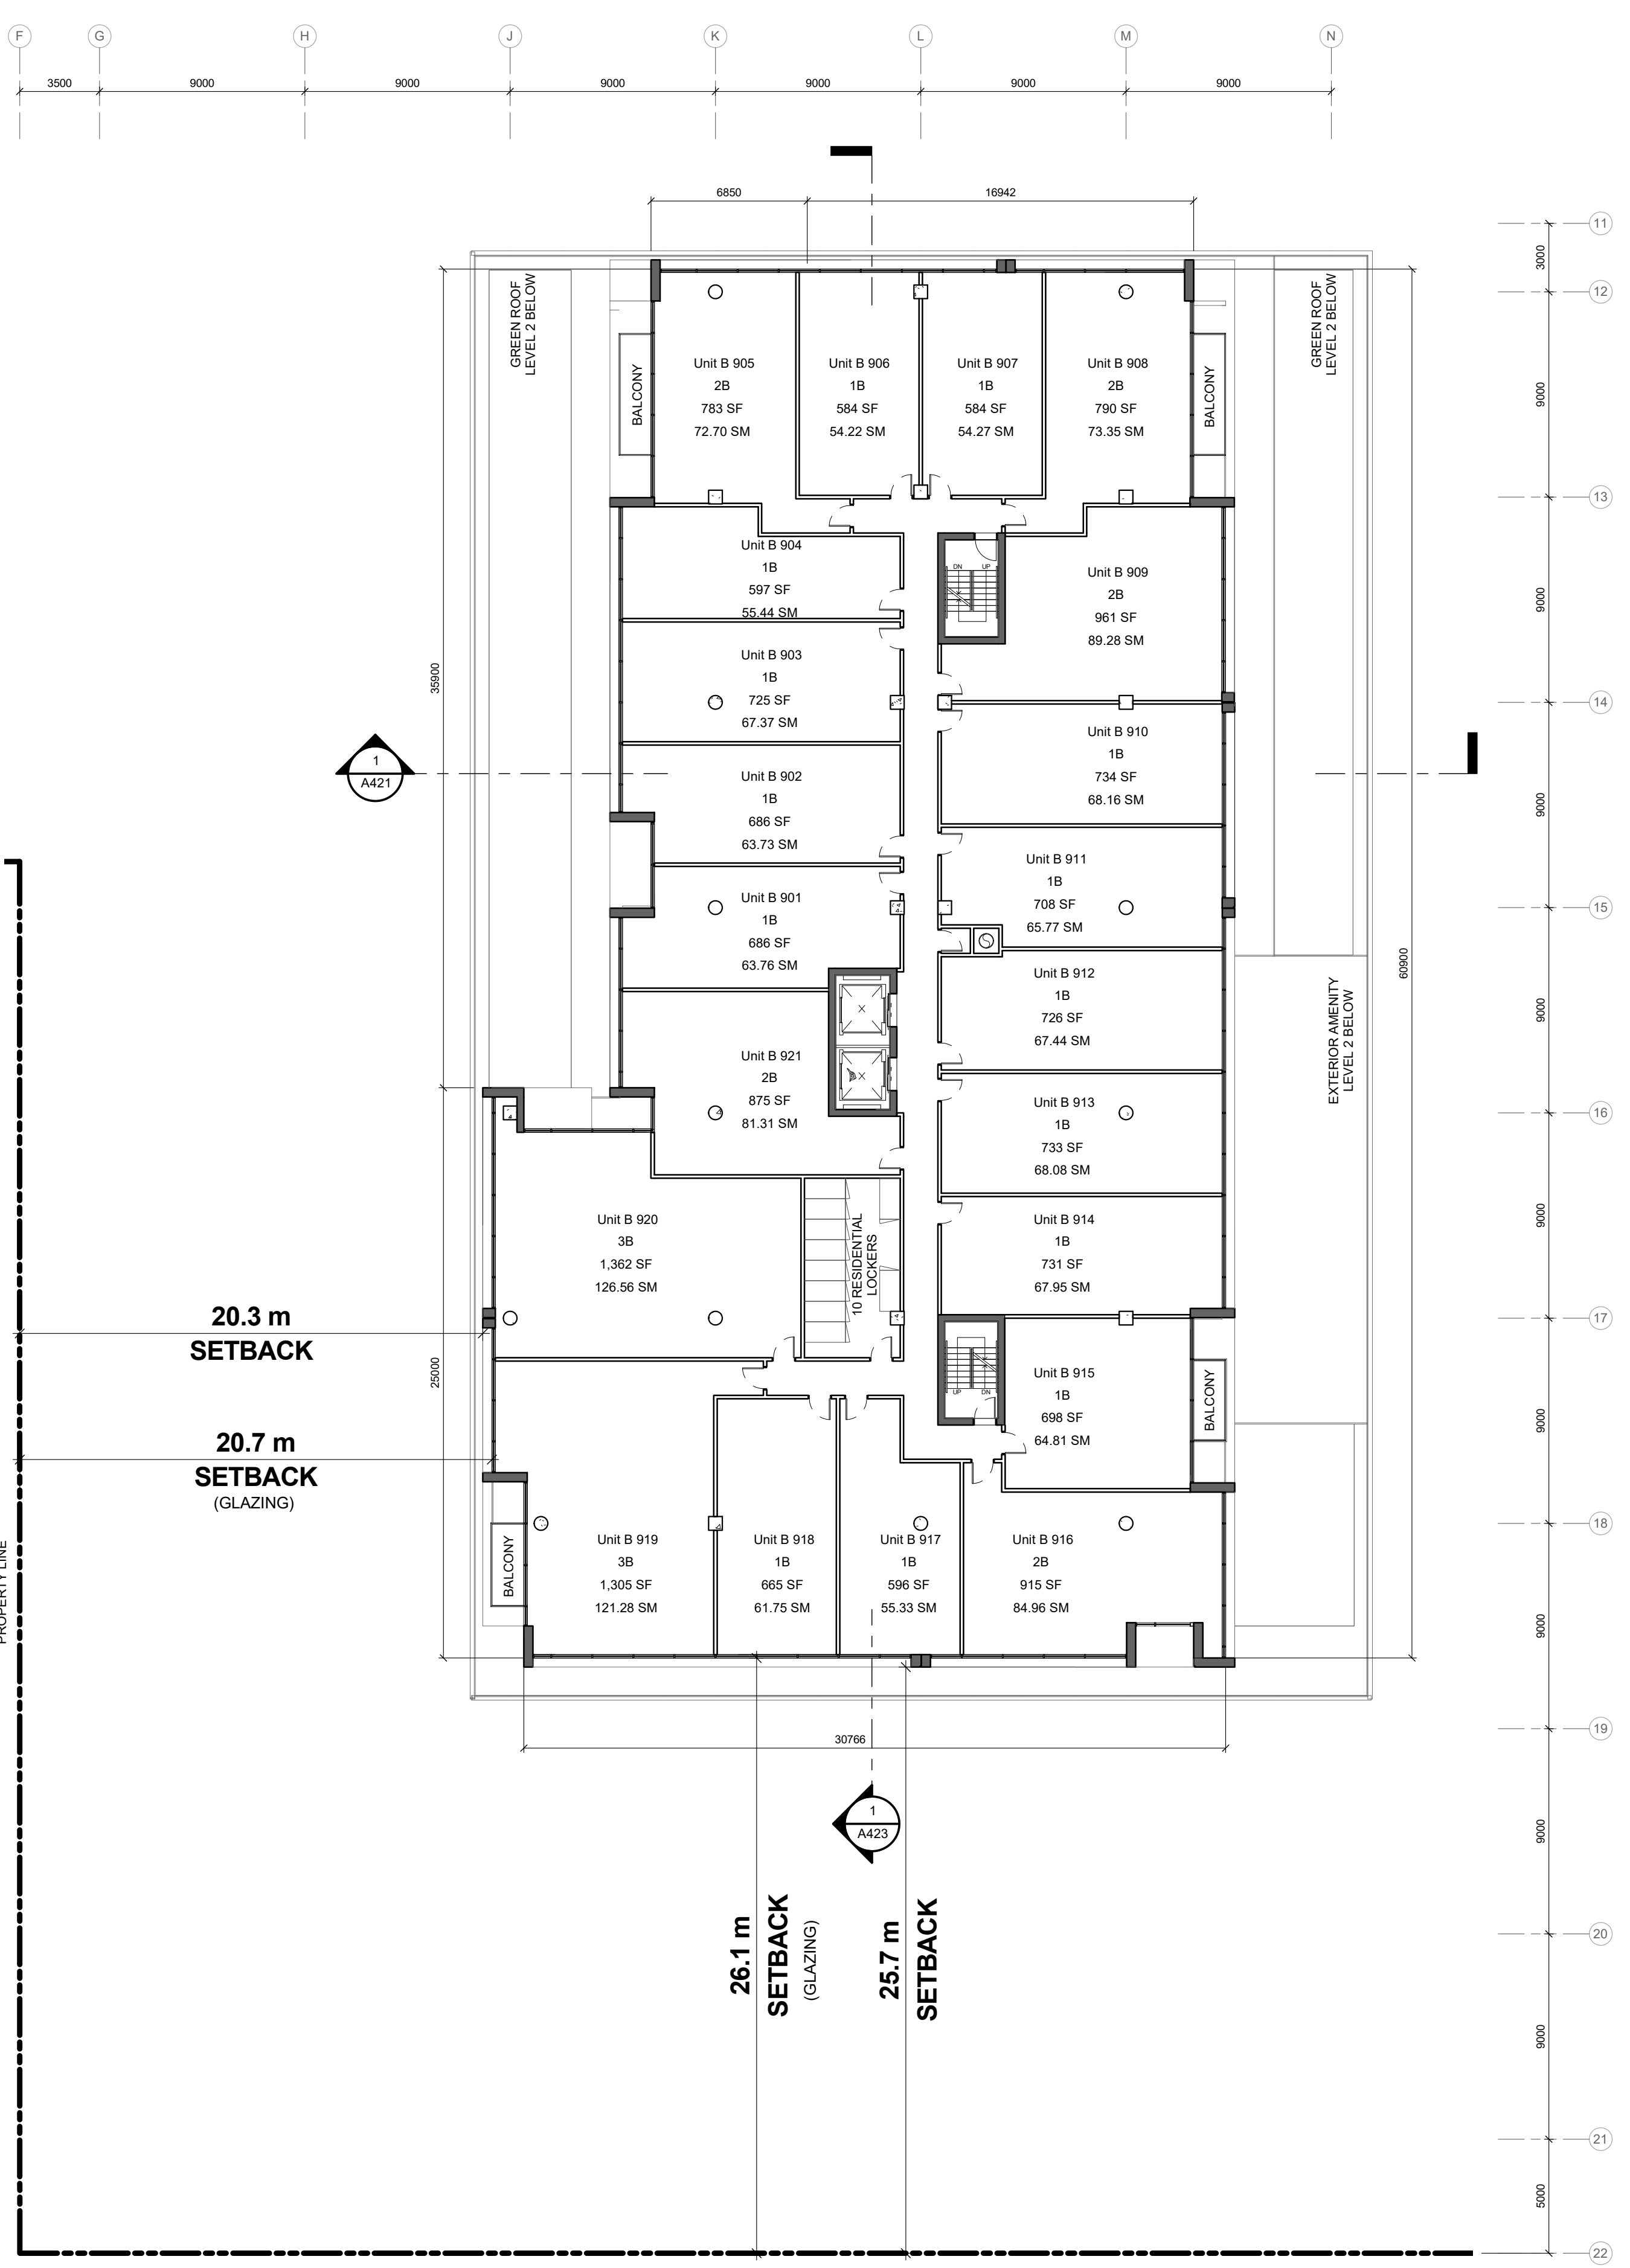 F
G
H
J
K
L
M
N
3500
9000
9000
9000
9000
9000
9000
6850
16942
11
3000
12
9000
13
9000
14
9000
15
9000
16
9000
17
9000
18
9000
19
9000
20
9000
21
5000
22
GREEN ROOF
LEVEL 2 BELOW
GREEN ROOF
LEVEL 2 BELOW
BALCONY
BALCONY
Unit B 905
2B
783 SF
72.70 SM
Unit B 906
1B
584 SF
54.22 SM
Unit B 907
1B
584 SF
54.27 SM
Unit B 908
2B
790 SF
73.35 SM
Unit B 904
1B
597 SF
55.44 SM
DN
UP
Unit B 909
2B
961 SF
89.28 SM
35900
Unit B 903
1B
725 SF
67.37 SM
Unit B 910
1B
734 SF
68.16 SM
1
A421
Unit B 902
1B
686 SF
63.73 SM
Unit B 911
1B
708 SF
65.77 SM
Unit B 901
1B
686 SF
63.76 SM
60900
Unit B 912
1B
726 SF
67.44 SM
EXTERIOR AMENITY
LEVEL 2 BELOW
Unit B 921
2B
875 SF
81.31 SM
Unit B 913
1B
733 SF
68.08 SM
Unit B 920
3B
1,362 SF
126.56 SM
10 RESIDENTIAL
LOCKERS
Unit B 914
1B
731 SF
67.95 SM
20.3 m
SETBACK
25000
UP
DN
Unit B 915
1B
698 SF
64.81 SM
BALCONY
20.7 m
SETBACK
(GLAZING)
PROPERTY LINE
BALCONY
Unit B 919
3B
1,305 SF
121.28 SM
Unit B 918
1B
665 SF
61.75 SM
Unit B 917
1B
596 SF
55.33 SM
Unit B 916
2B
915 SF
84.96 SM
30766
1
A423
26.1 m
SETBACK
(GLAZING)
25.7 m
SETBACK